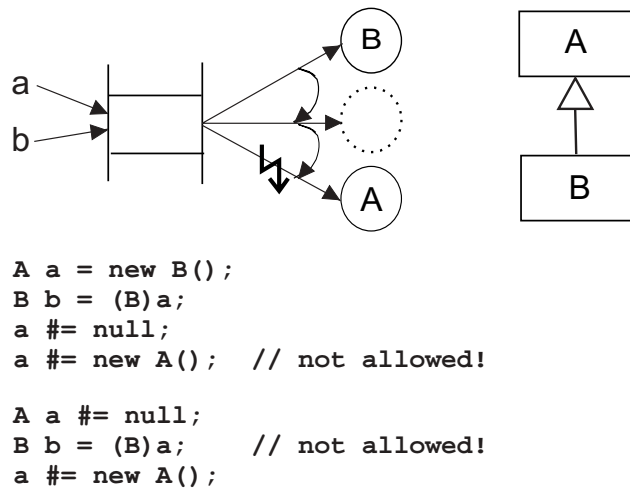 B
A
a
b
A
B
A a = new B();
B b = (B)a;
a #= null;
a #= new A();  // not allowed!
A a #= null;
B b = (B)a;     // not allowed!
a #= new A();